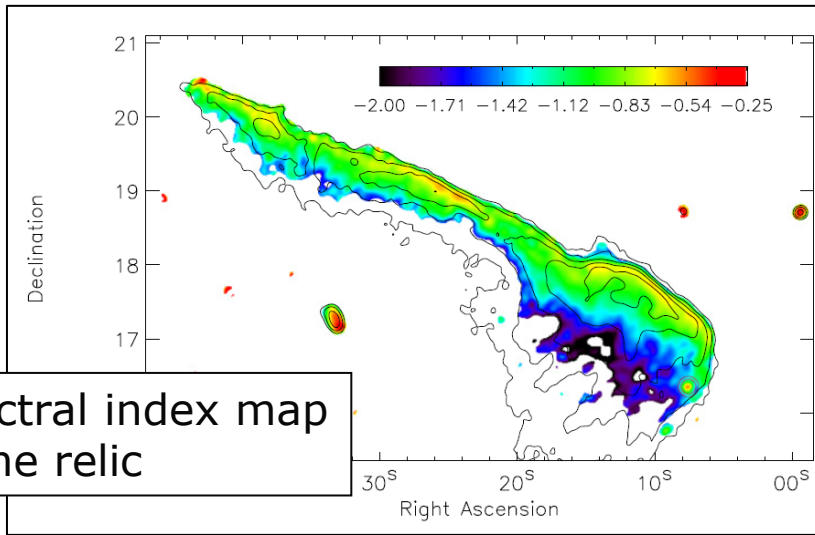 21
−2.00 −1.71 −1.42 −1.12 −0.83 −0.54 −0.25
20
19
Declination
18
17
ctral index map
ne relic
30S 20S 10S 00S
Right Ascension